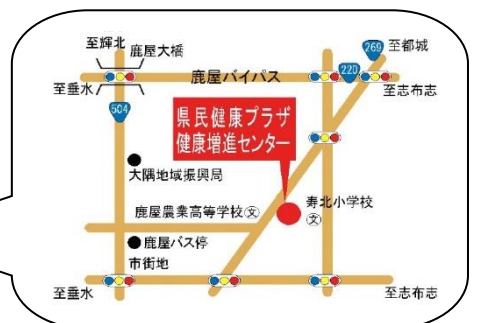 至輝北
鹿屋大橋
269
至都城
至垂水
鹿屋バイパス
220
至志布志
504
県民健康プラザ
健康増進センター
大隅地域振興局
鹿屋農業高等学校 文
寿北小学校
文
鹿屋バス停
市街地
至垂水
至志布志